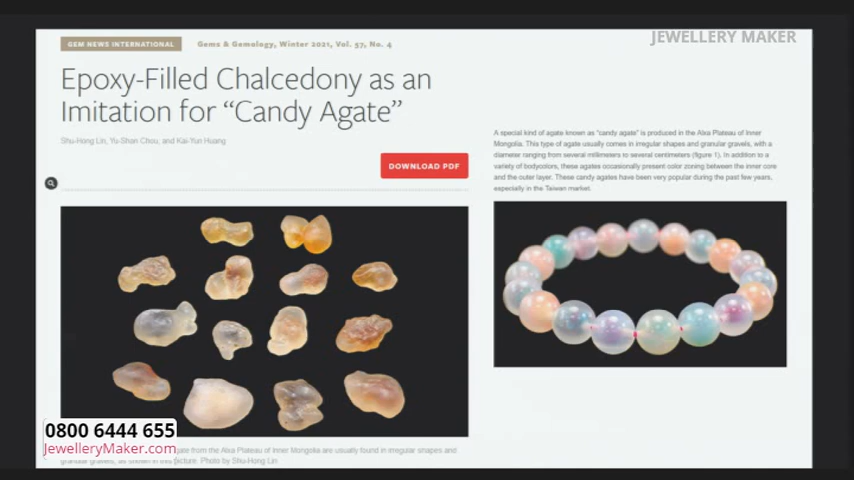 JEWELLERY MAKER
GEM NEWS INTERNATIONAL
Gems & Gemology, Winter 2021, Vol. 57, No. 4
Epoxy-Filled Chalcedony as an
Imitation for “Candy Agate”
Shu-Hong Lin, Yu-Shan Chou, and Kai-Yun Huang
DOWNLOAD PDF
A special kind of agate known as “candy agate” is produced in the Alxa Plateau of Inner
Mongolia. This type of agate usually comes in irregular shapes and granular gravels, with a
diameter ranging from several millimeters to several centimeters (figure 1). In addition to a
variety of bodycolors, these agates occasionally present color zoning between the inner core
and the outer layer. These candy agates have been very popular during the past few years,
especially in the Taiwan market.
0800 6444 655
JewelleryMaker.com
from the Alxa Plateau of Inner Mongolia are usually found in irregular shapes and
granular gravels, as shown in this picture. Photo by Shu-Hong Lin